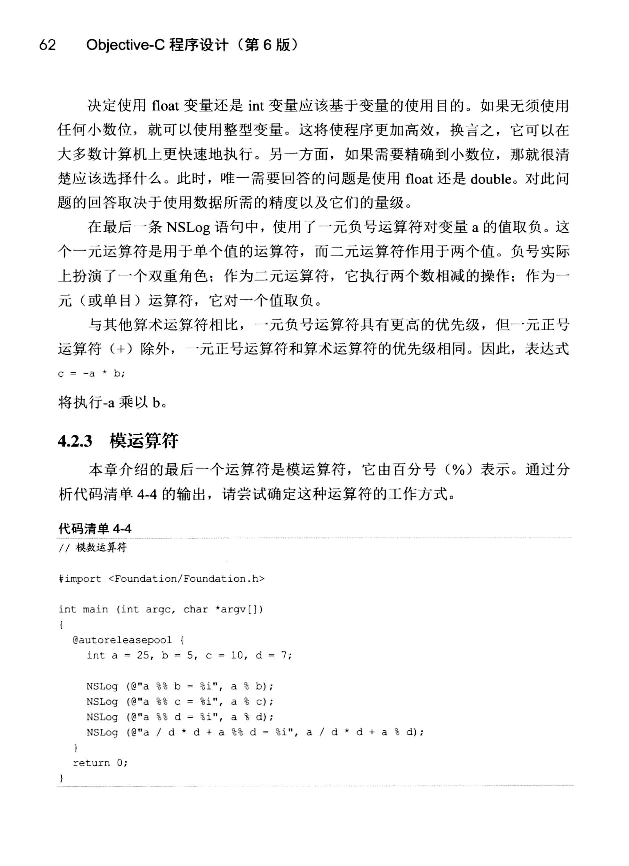 62 Objective-C 程序设计（第 6 版）
决定使用 float 变量还是 int 变量应该基于变量的使用目的。如果无须使用
任何小数位，就可以使用整型变量。这将使程序更加高效，换言之，它可以在
大多数计算机上更快速地执行。另一方面，如果需要精确到小数位，那就很清
楚应该选择什么。此时，唯一需要回答的问题是使用 float 还是 double。对此问
题的回答取决于使用数据所需的精度以及它们的量级。
在最后一条 NSLog 语句中，使用了一元负号运算符对变量 a 的值取负。这
个一元运算符是用于单个值的运算符，而二元运算符作用于两个值。负号实际
上扮演了一个双重角色；作为二元运算符，它执行两个数相减的操作；作为一
元（或单目）运算符，它对一个值取负。
与其他算术运算符相比，一元负号运算符具有更高的优先级，但一元正号
运算符（+）除外，一元正号运算符和算术运算符的优先级相同。因此，表达式
c = -a * b;
将执行-a 乘以 b。
4.2.3 模运算符
本章介绍的最后一个运算符是模运算符，它由百分号（%）表示。通过分
析代码清单 4-4 的输出，请尝试确定这种运算符的工作方式。
代码清单 4-4
// 模数运算符
#import <Foundation/Foundation.h>
int main (int argc, char *argv[])
{
@autoreleasepool {
int a = 25, b = 5, c = 10, d = 7;
NSLog (@"a %% b = %i", a % b);
NSLog (@"a %% c = %i", a % c);
NSLog (@"a %% d = %i", a % d);
NSLog (@"a / d * d + a %% d = %i", a / d * d + a % d);
}
return 0;
}